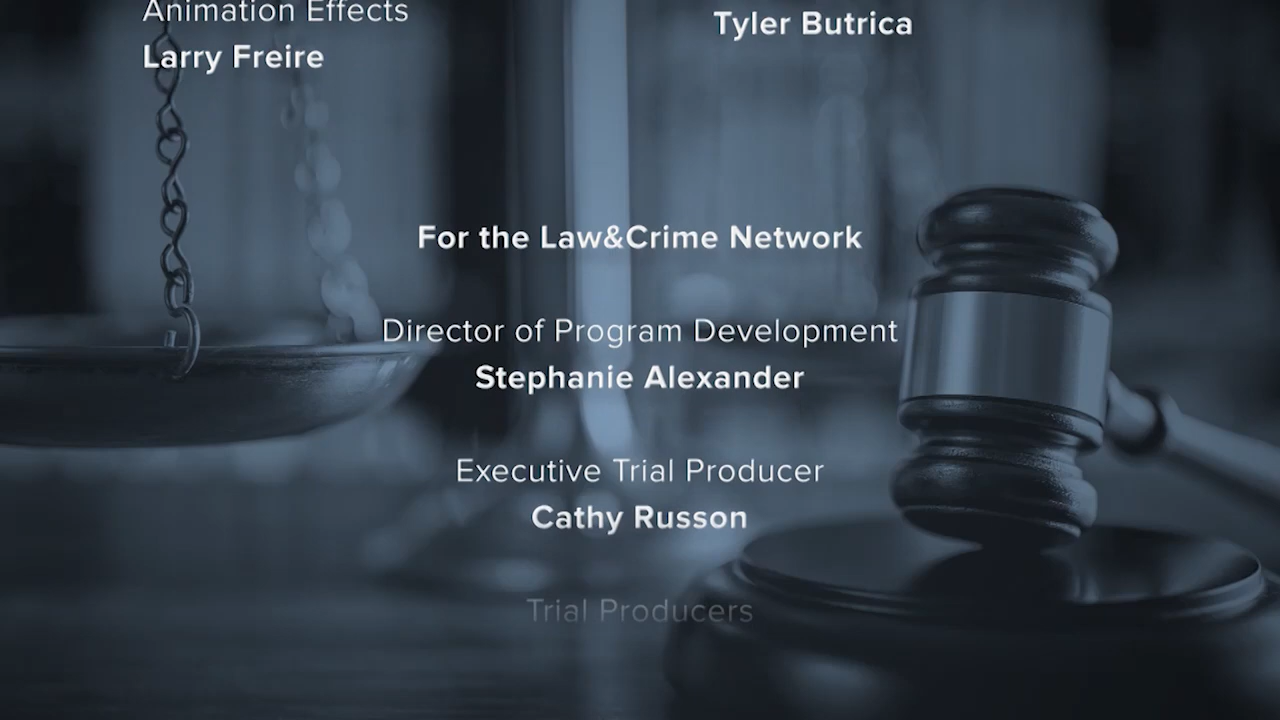 Animation Effects
Larry Freire
Tyler Butrica
For the Law&Crime Network
Director of Program Development
Stephanie Alexander
Executive Trial Producer
Cathy Russon
Trial Producers